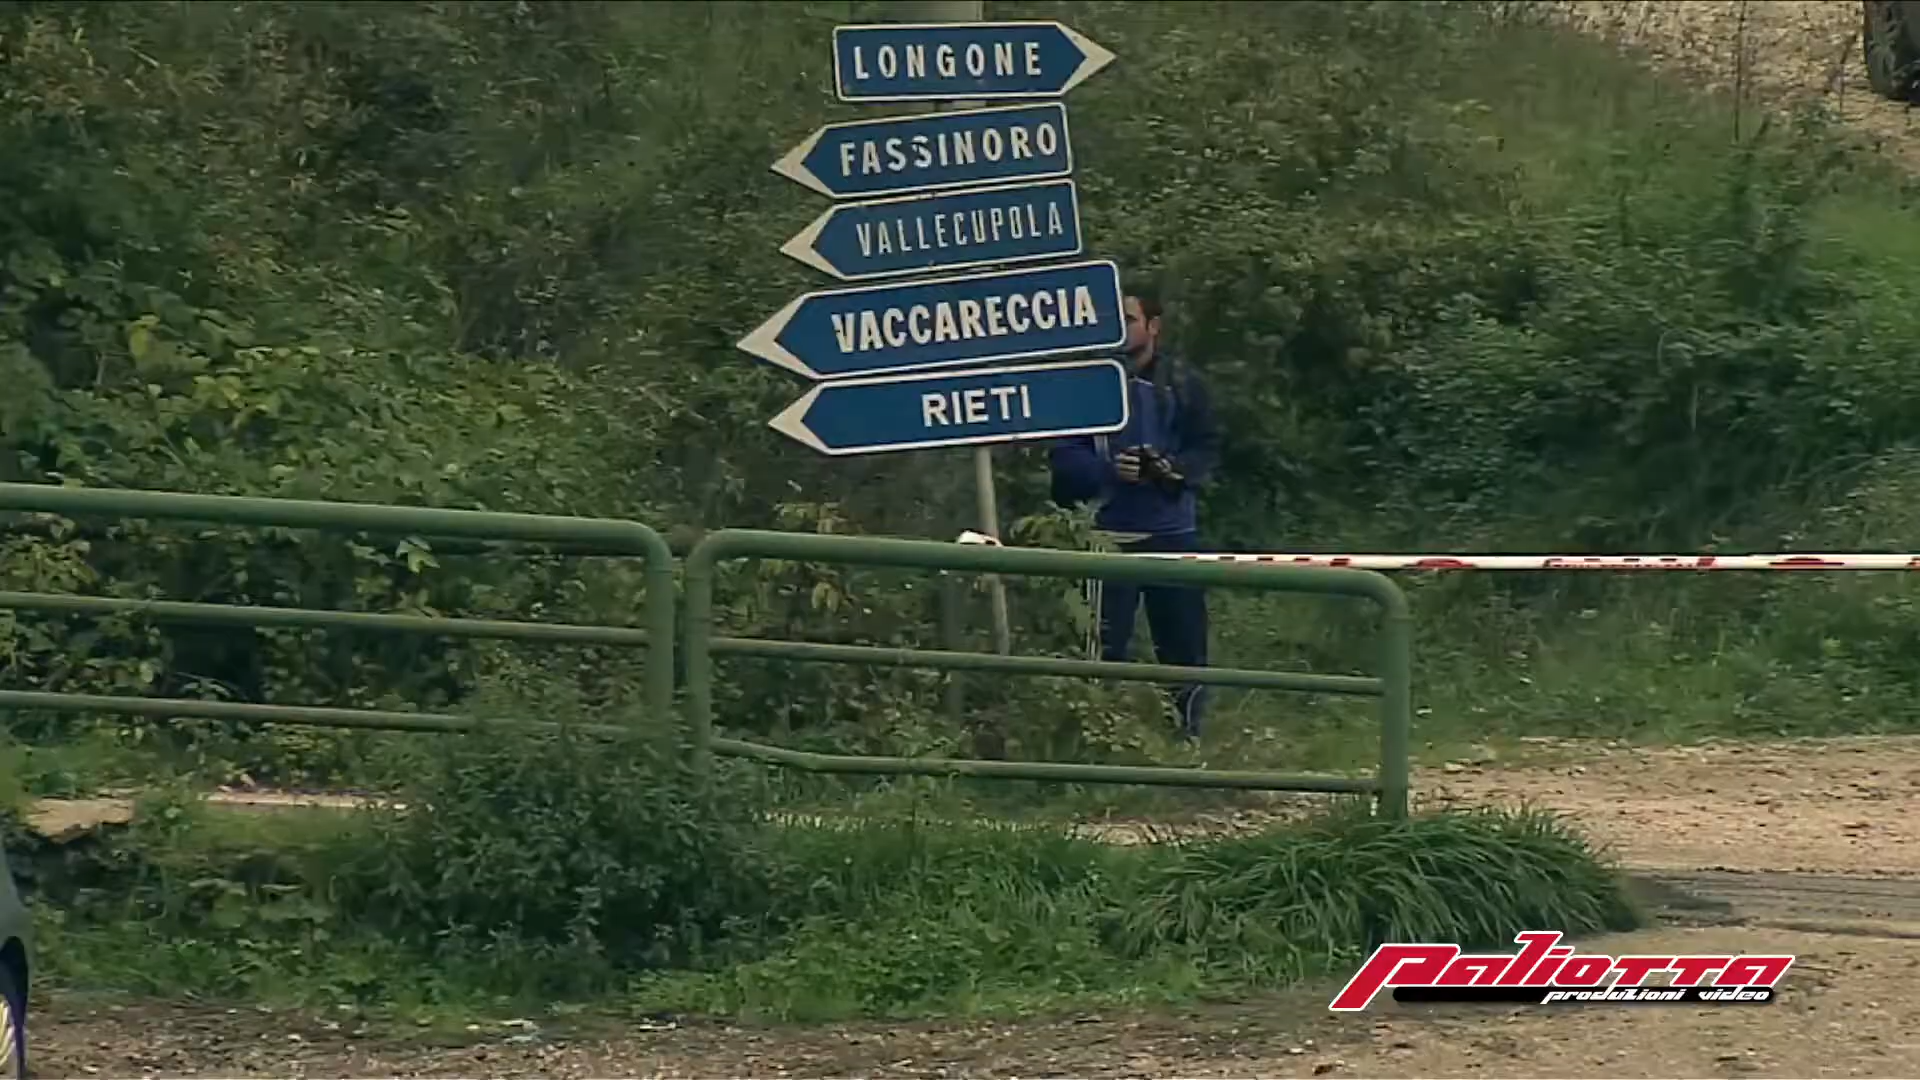 LONGONE
FASSINORO
VALLECUPOLA
VACCARECCIA
RIETI
Paliotta
produzioni video